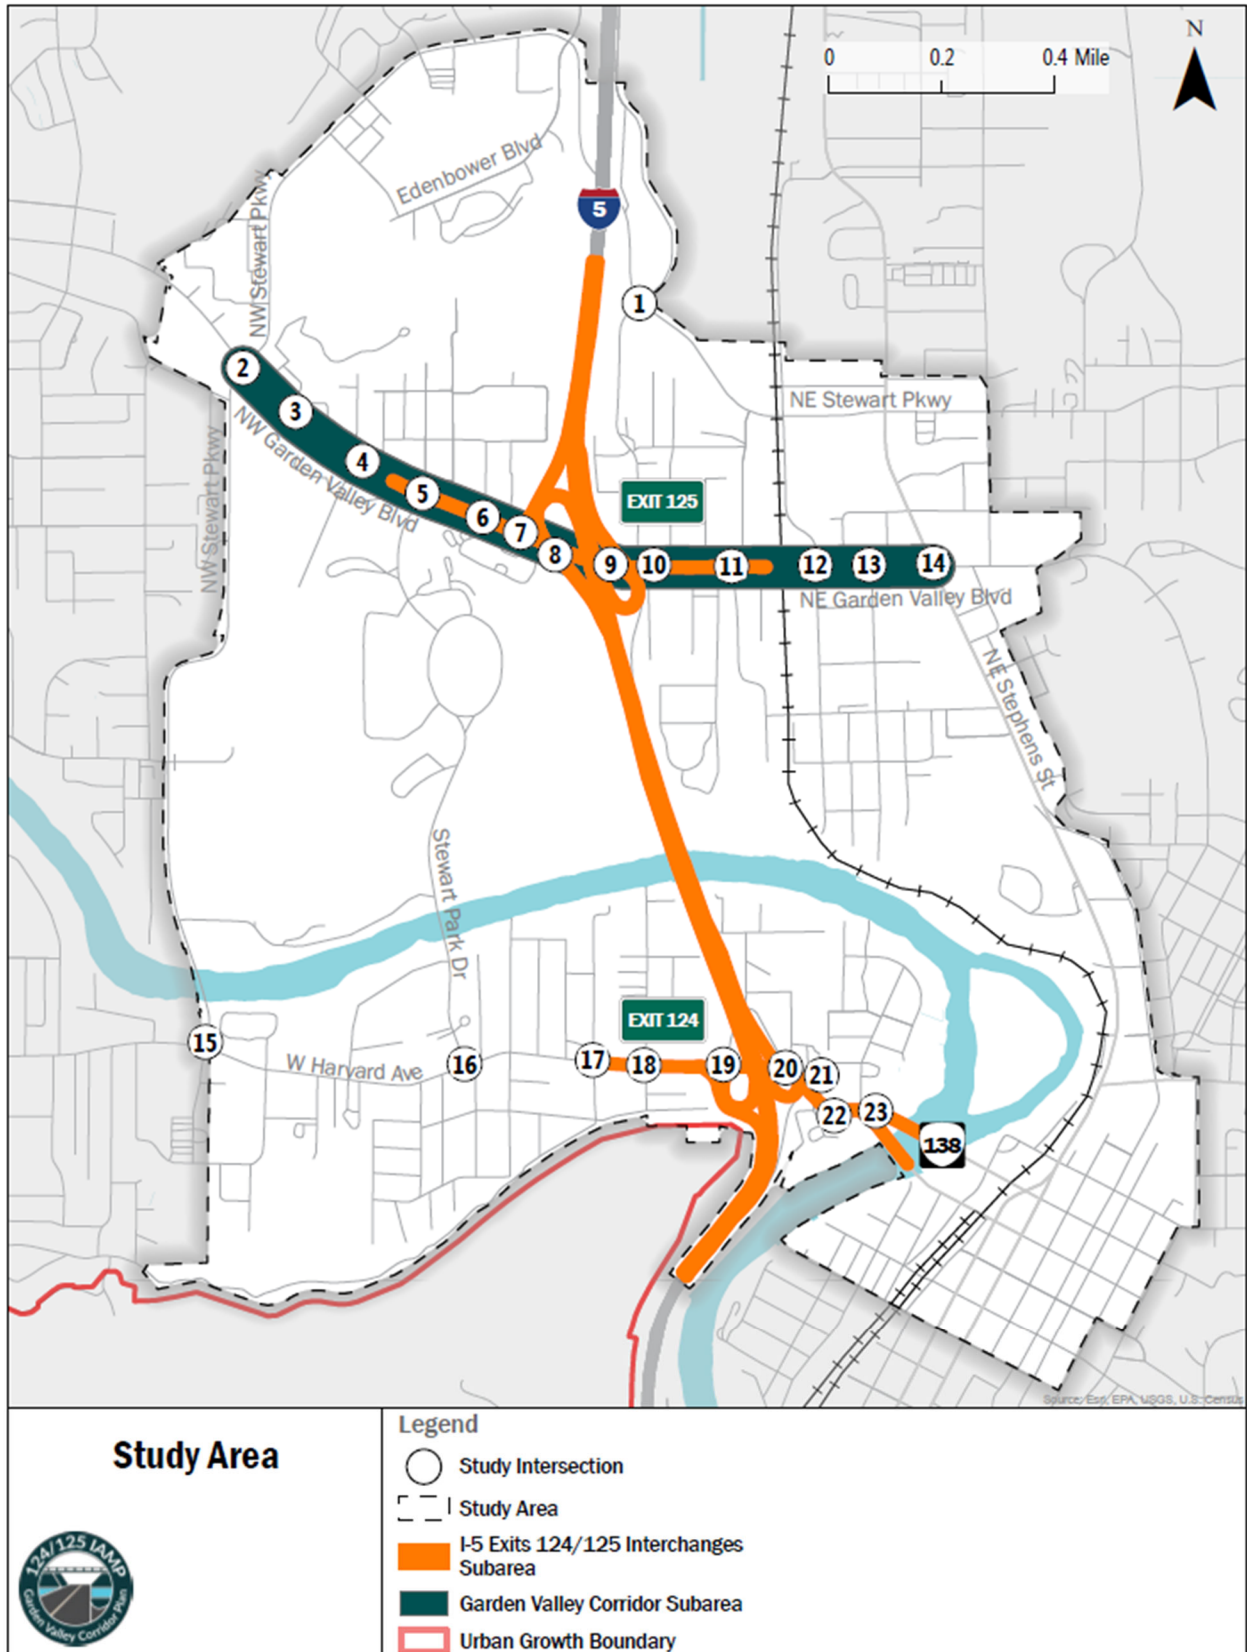 N
0 0.2 0.4 Mile
Edenbower Blvd
NW Stewart Pkwy
5
1
2
3
NE Stewart Pkwy
NW Garden Valley Blvd
NW Stewart Pkwy
4
5
EXIT 125
6
7
8
9
10
11
12
13
14
NE Garden Valley Blvd
NE Stephens St
Stewart Park Dr
EXIT 124
15
W Harvard Ave
16
17
18
19
20
21
22
23
138
Source: Esri, EPA, USGS, U.S. Census
Study Area
124/125 IAMP
Garden Valley Corridor Plan
Legend
Study Intersection
Study Area
I-5 Exits 124/125 Interchanges
Subarea
Garden Valley Corridor Subarea
Urban Growth Boundary